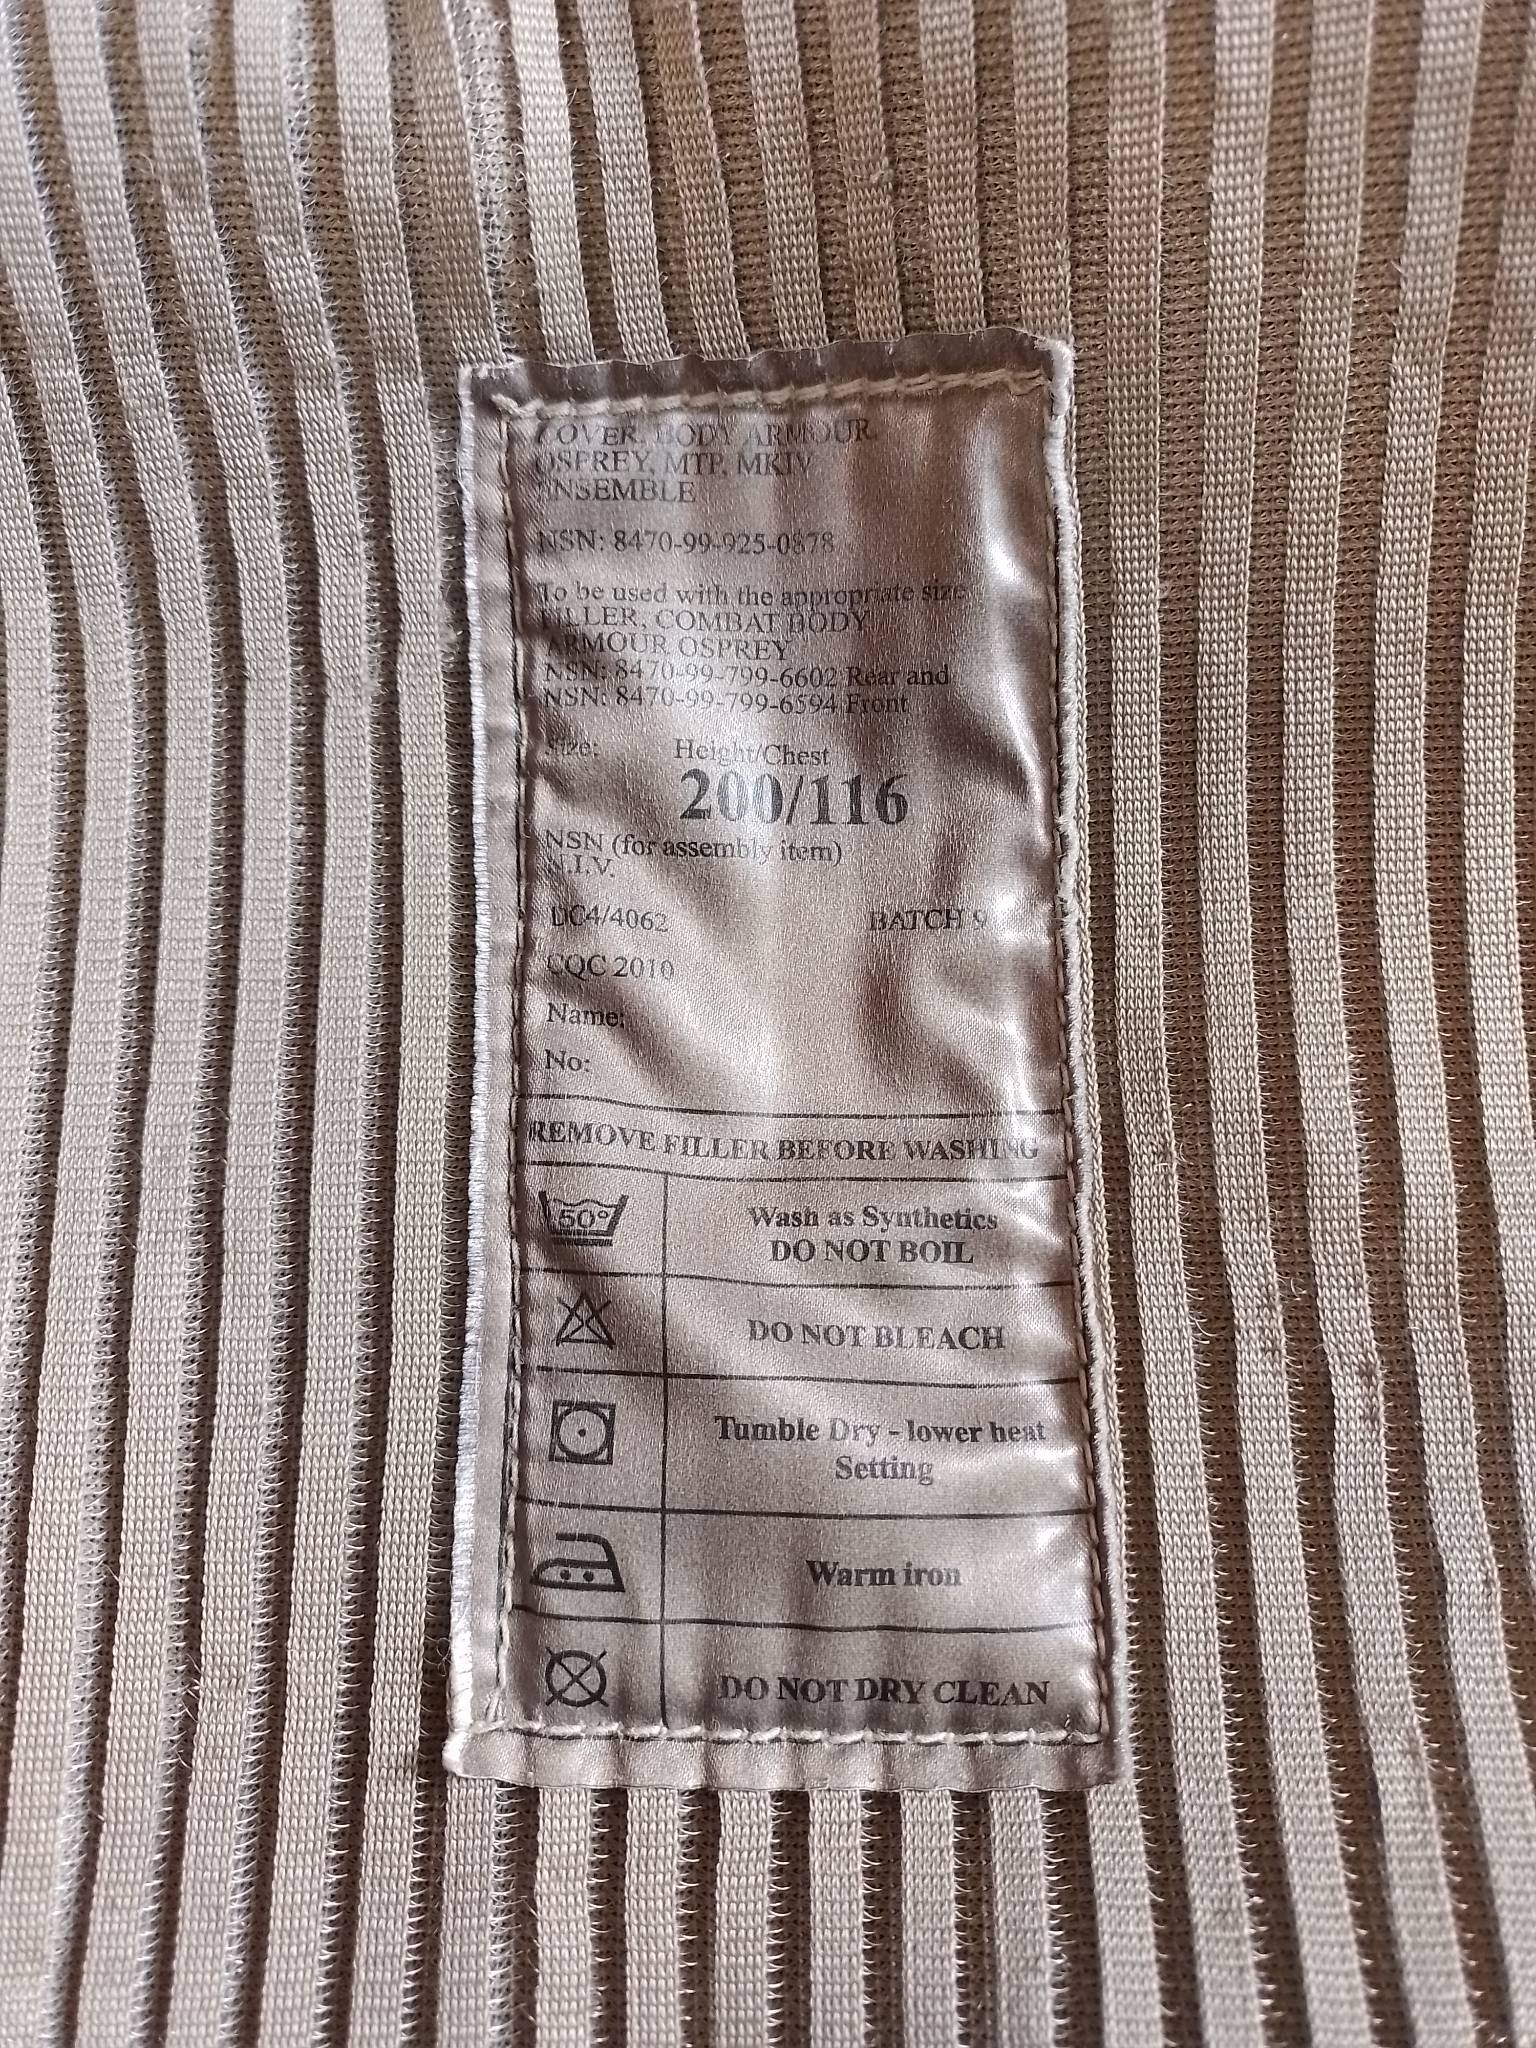 COVER, BODY ARMOUR,
OSPREY, MTP, MKIV
ENSEMBLE
NSN: 8470-99-925-0878
To be used with the appropriate size
FILLER, COMBAT BODY
ARMOUR OSPREY
NSN: 8470-99-799-6602 Rear and
NSN: 8470-99-799-6594 Front
Size: Height/Chest
200/116
NSN (for assembly item)
N.I.V.
DC4/4062 BATCH 9
CQC 2010
Name:
No:
REMOVE FILLER BEFORE WASHING
50° Wash as Synthetics
DO NOT BOIL
DO NOT BLEACH
Tumble Dry - lower heat
Setting
Warm iron
DO NOT DRY CLEAN